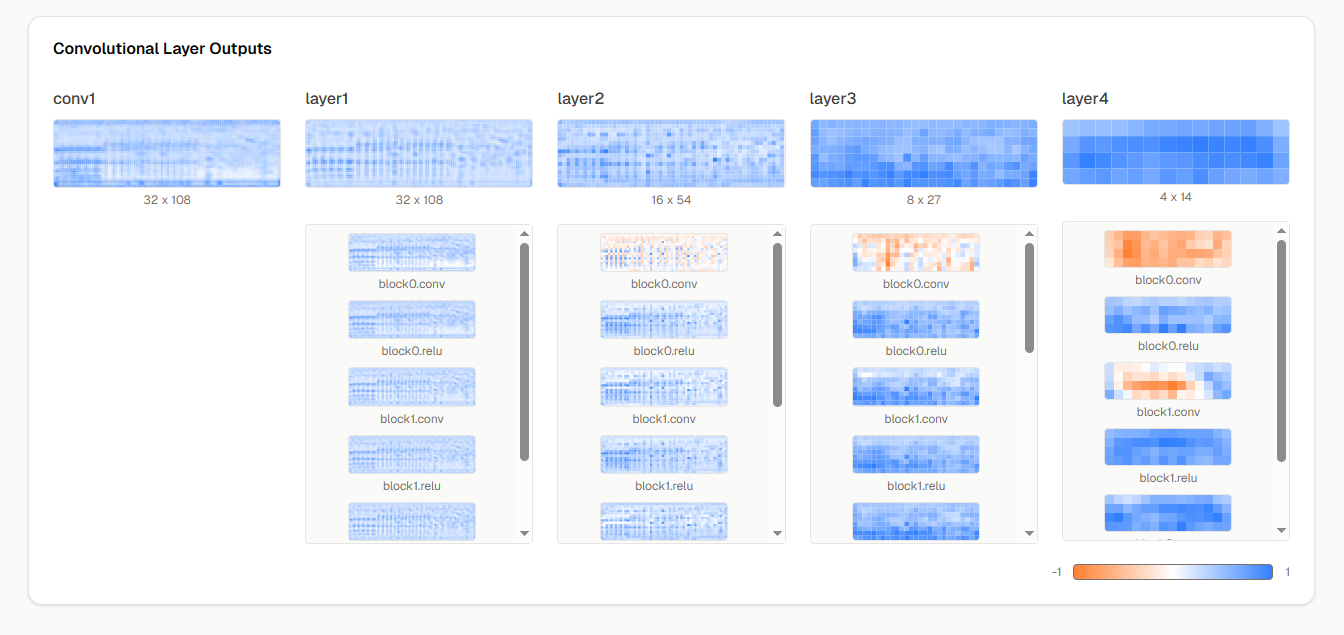 Convolutional Layer Outputs
conv1
layer1
layer2
layer3
layer4
32 x 108
32 x 108
16 x 54
8 x 27
4 x 14
block0.conv
block0.relu
block1.conv
block1.relu
block0.conv
block0.relu
block1.conv
block1.relu
block0.conv
block0.relu
block1.conv
block1.relu
block0.conv
block0.relu
block1.conv
block1.relu
-1
1